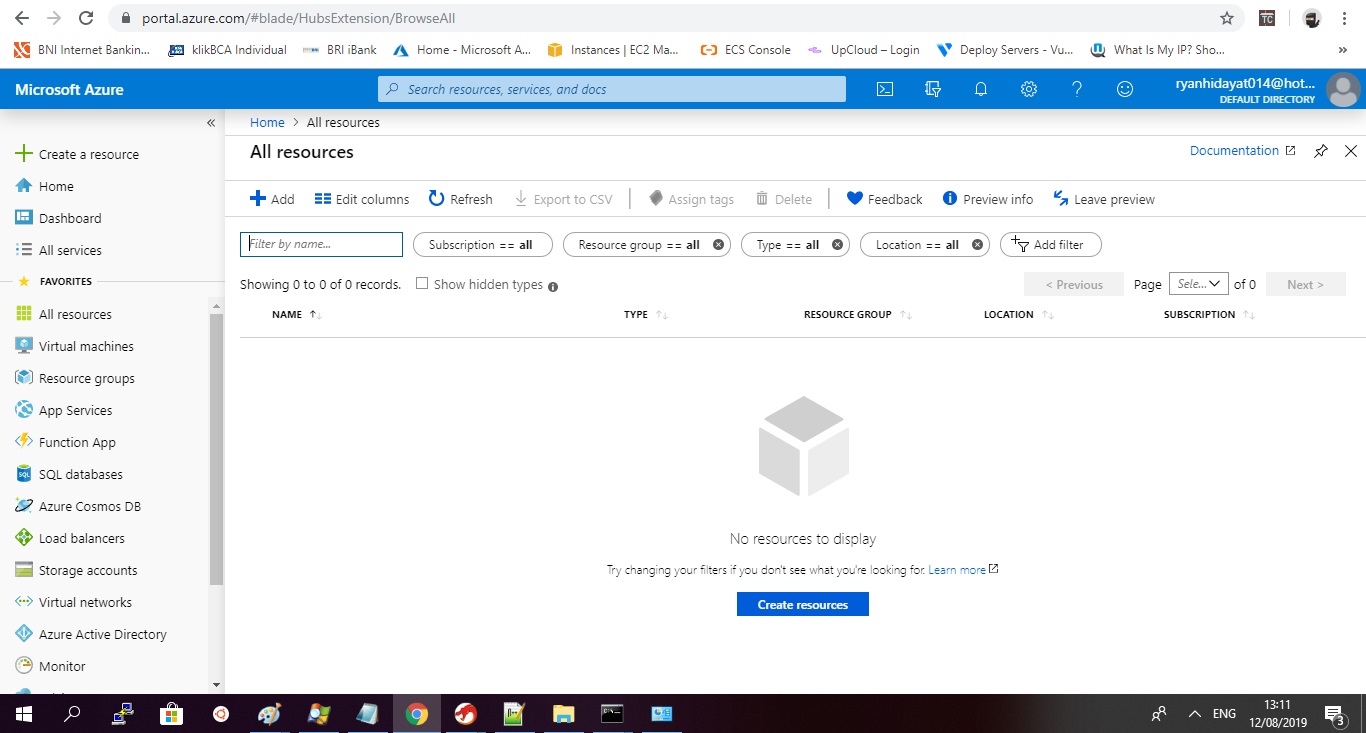 portal.azure.com/#blade/HubsExtension/BrowseAll
TC
BNI Internet Bankin... klikBCA Individual BRI iBank Home - Microsoft A... Instances | EC2 Ma... ECS Console UpCloud – Login Deploy Servers - Vu... What Is My IP? Sho... »
Microsoft Azure
Search resources, services, and docs
ryanhidayat014@hot...
DEFAULT DIRECTORY
«
Create a resource
Home
Dashboard
All services
FAVORITES
All resources
Virtual machines
Resource groups
App Services
Function App
SQL databases
Azure Cosmos DB
Load balancers
Storage accounts
Virtual networks
Azure Active Directory
Monitor
Home > All resources
All resources
Documentation
Add Edit columns Refresh Export to CSV Assign tags Delete Feedback Preview info Leave preview
Filter by name... Subscription == all Resource group == all Type == all Location == all Add filter
Showing 0 to 0 of 0 records. Show hidden types < Previous Page Sele... of 0 Next >
NAME TYPE RESOURCE GROUP LOCATION SUBSCRIPTION
No resources to display
Try changing your filters if you don't see what you're looking for. Learn more
Create resources
ENG
13:11
12/08/2019
3